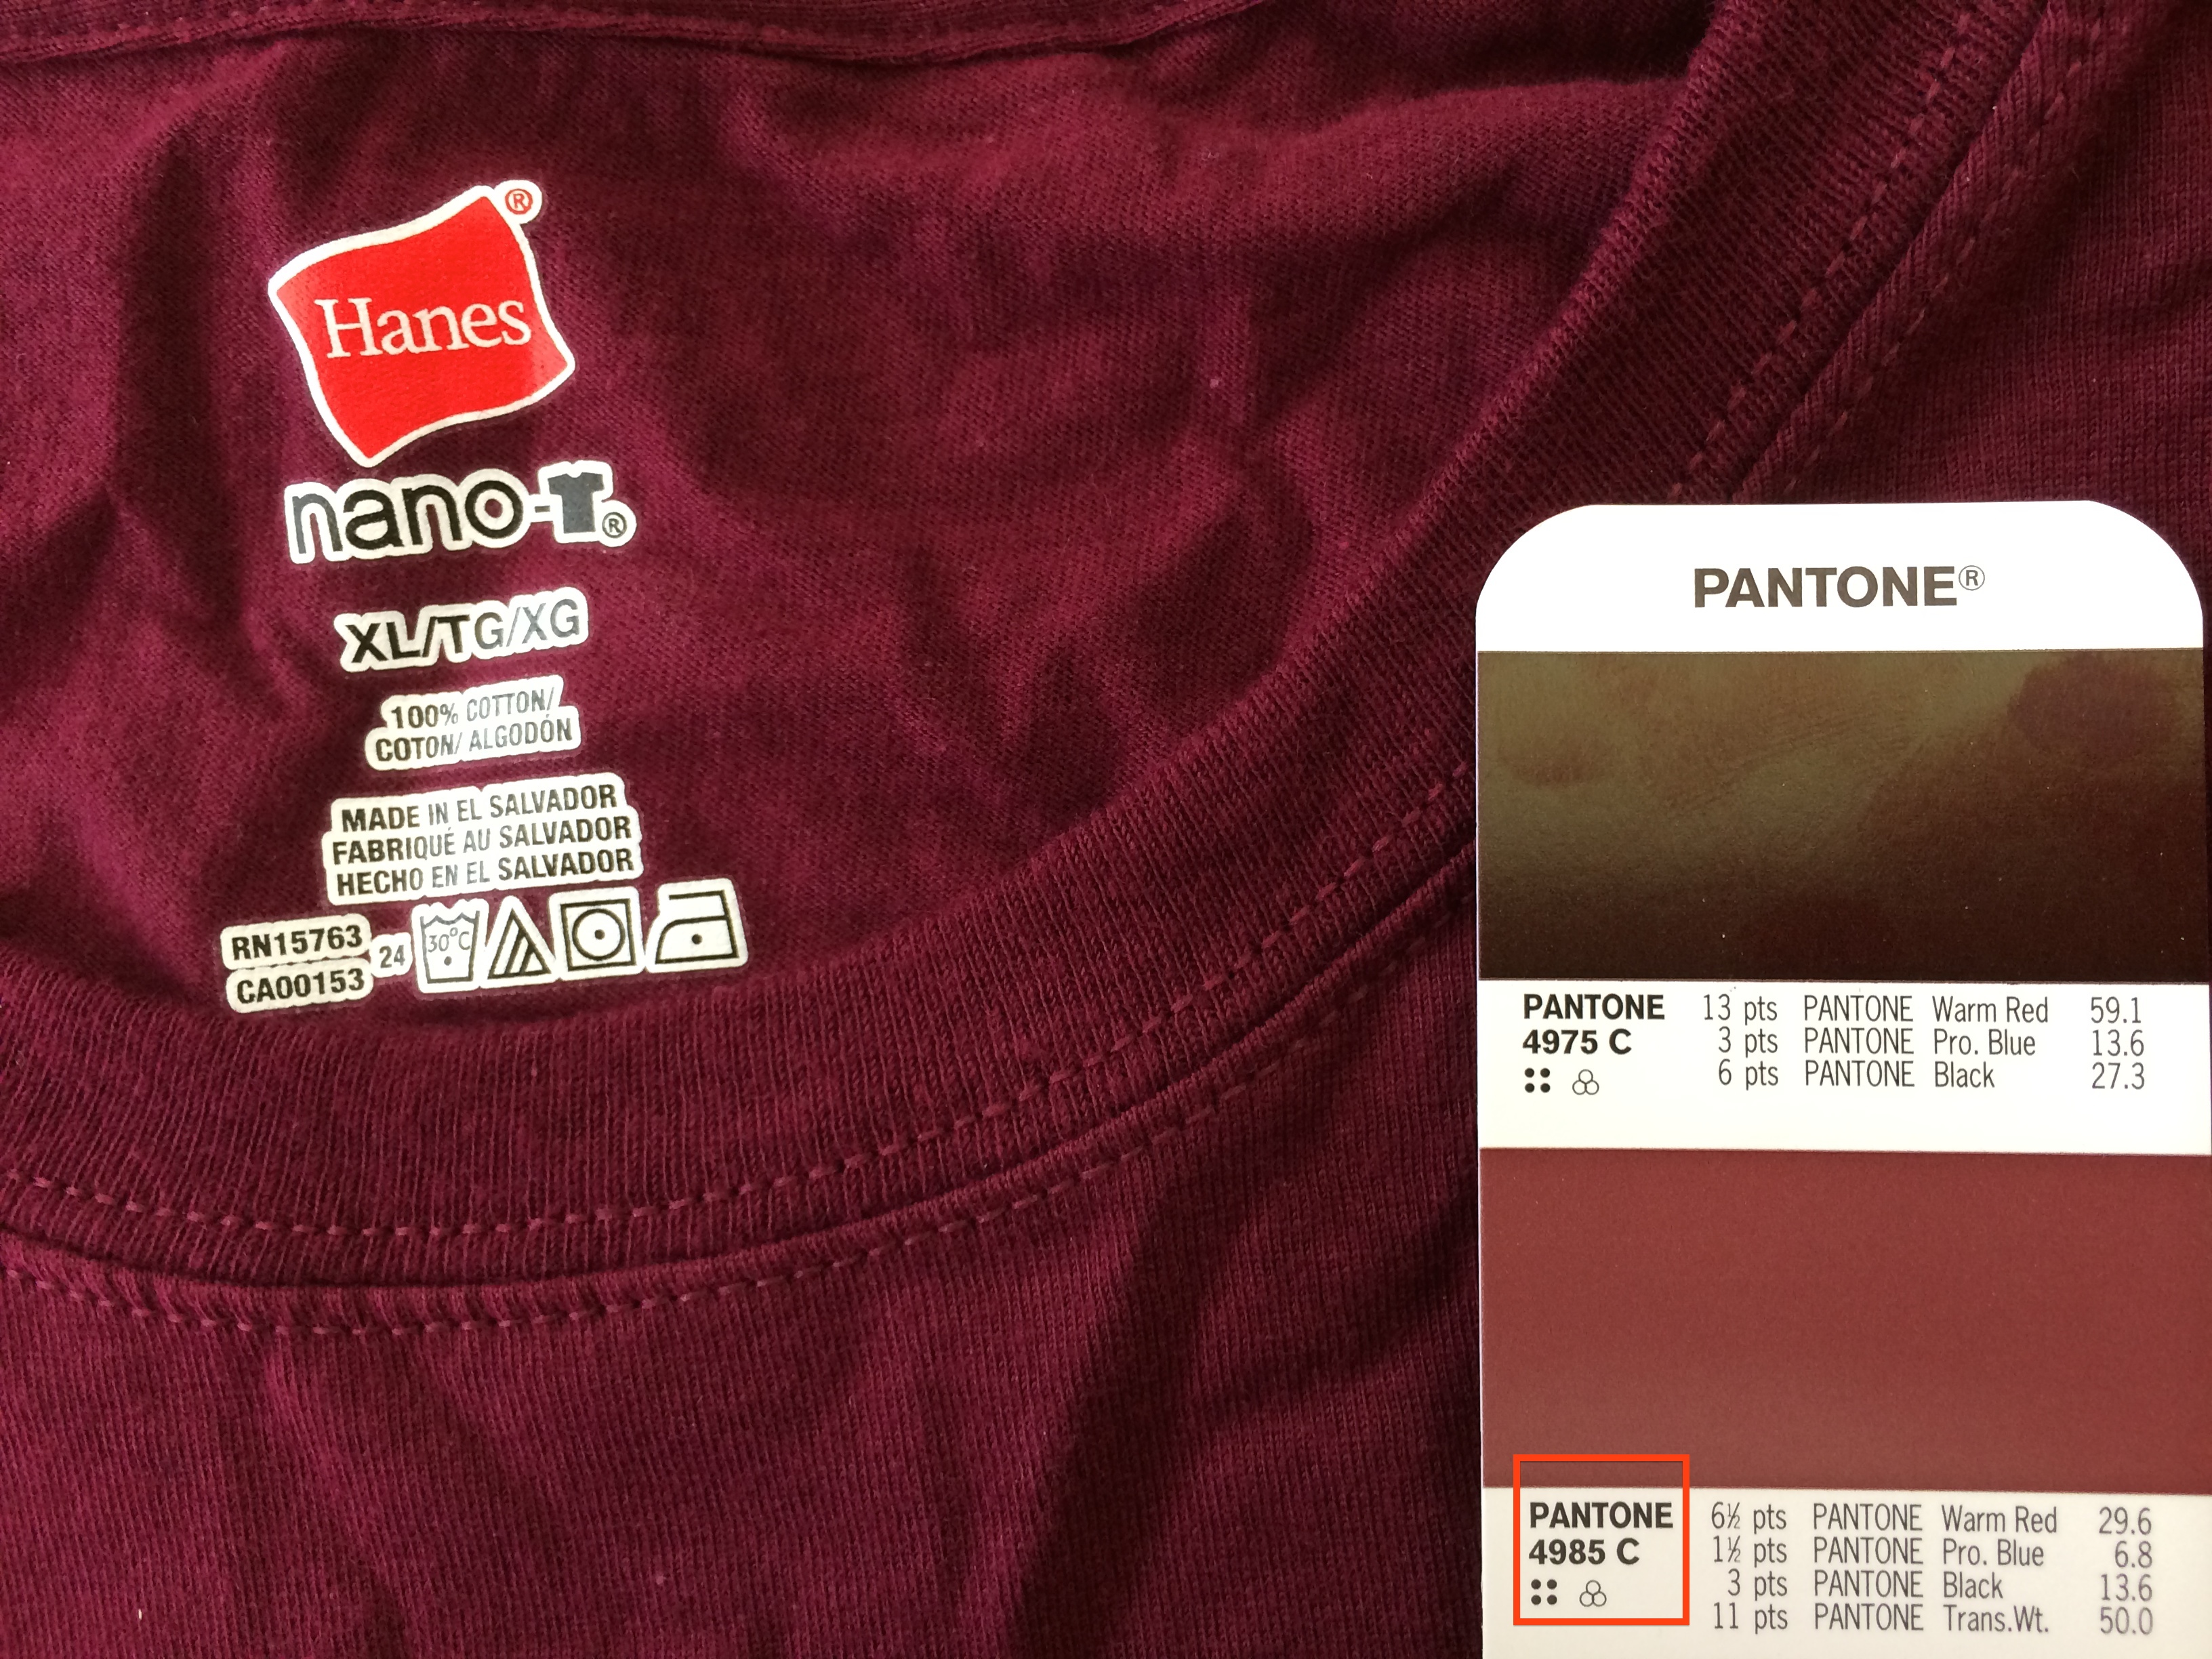 Hanes®
nano-T®
XL/TG/XG
100% COTTON/
COTON/ ALGODÓN
MADE IN EL SALVADOR
FABRIQUÉ AU SALVADOR
HECHO EN EL SALVADOR
RN15763
CA00153
24
30°C
PANTONE®
PANTONE 13 pts PANTONE Warm Red 59.1
4975 C 3 pts PANTONE Pro. Blue 13.6
6 pts PANTONE Black 27.3
PANTONE 6½ pts PANTONE Warm Red 29.6
4985 C 1½ pts PANTONE Pro. Blue 6.8
3 pts PANTONE Black 13.6
11 pts PANTONE Trans.Wt. 50.0